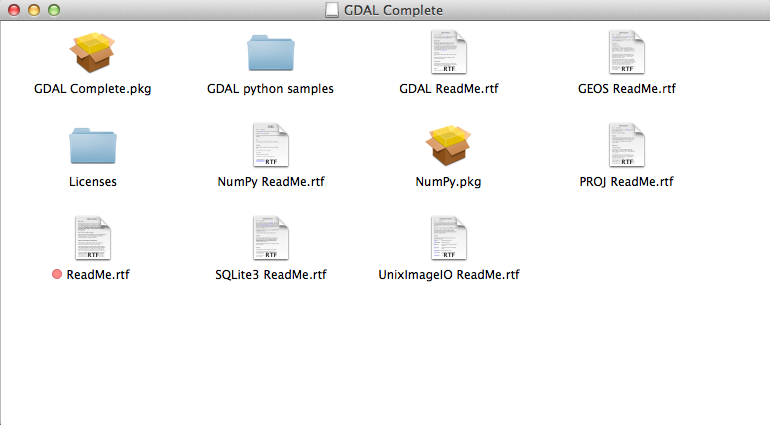 GDAL Complete
GDAL Complete.pkg
GDAL python samples
GDAL ReadMe.rtf
GEOS ReadMe.rtf
RTF
RTF
Licenses
NumPy ReadMe.rtf
NumPy.pkg
PROJ ReadMe.rtf
RTF
RTF
ReadMe.rtf
SQLite3 ReadMe.rtf
UnixImageIO ReadMe.rtf
RTF
RTF
RTF